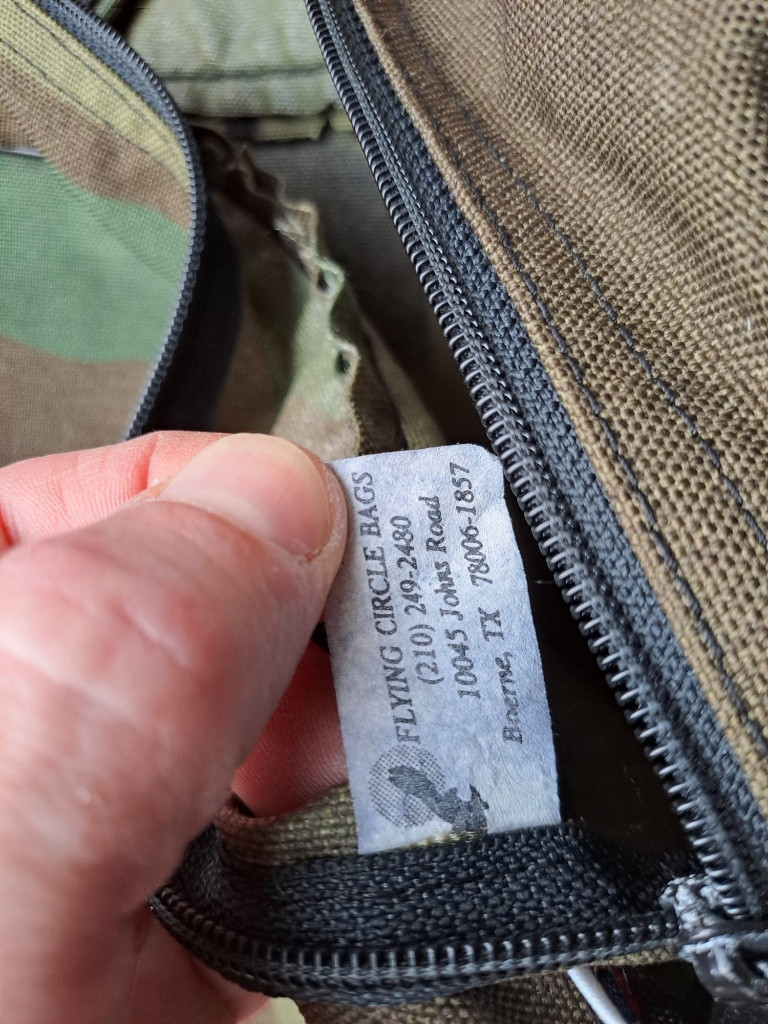 FLYING CIRCLE BAGS
(210) 249-2480
10045 Johns Road
Boerne, TX 78006-1857